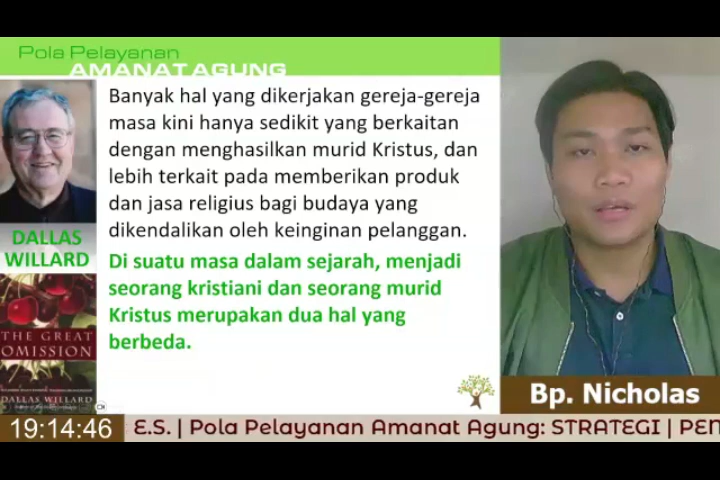 Pola Pelayanan
AMANAT AGUNG
Banyak hal yang dikerjakan gereja-gereja
masa kini hanya sedikit yang berkaitan
dengan menghasilkan murid Kristus, dan
lebih terkait pada memberikan produk
dan jasa religius bagi budaya yang
dikendalikan oleh keinginan pelanggan.
Di suatu masa dalam sejarah, menjadi
seorang kristiani dan seorang murid
Kristus merupakan dua hal yang
berbeda.
DALLAS
WILLARD
THE GREAT
OMISSION
DALLAS WILLARD
Bp. Nicholas
19:14:46
E.S. | Pola Pelayanan Amanat Agung: STRATEGI | PEN